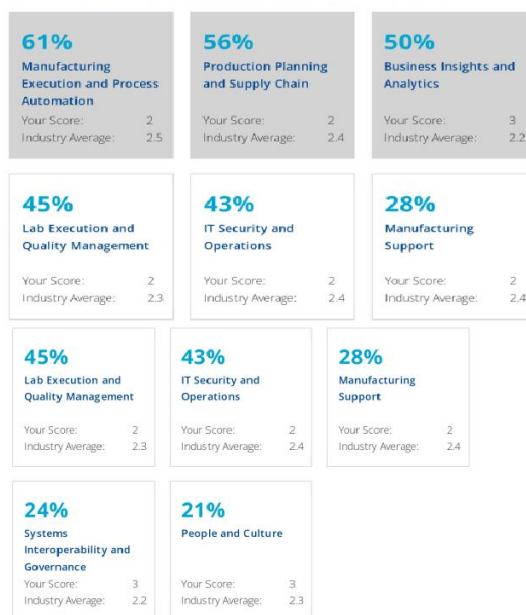 61%
Manufacturing
Execution and Process
Automation
Your Score: 2
Industry Average: 2.5
56%
Production Planning
and Supply Chain
Your Score: 2
Industry Average: 2.4
50%
Business Insights and
Analytics
Your Score: 3
Industry Average: 2.2
45%
Lab Execution and
Quality Management
Your Score: 2
Industry Average: 2.3
43%
IT Security and
Operations
Your Score: 2
Industry Average: 2.4
28%
Manufacturing
Support
Your Score: 2
Industry Average: 2.4
45%
Lab Execution and
Quality Management
Your Score: 2
Industry Average: 2.3
43%
IT Security and
Operations
Your Score: 2
Industry Average: 2.4
28%
Manufacturing
Support
Your Score: 2
Industry Average: 2.4
24%
Systems
Interoperability and
Governance
Your Score: 3
Industry Average: 2.2
21%
People and Culture
Your Score: 3
Industry Average: 2.3